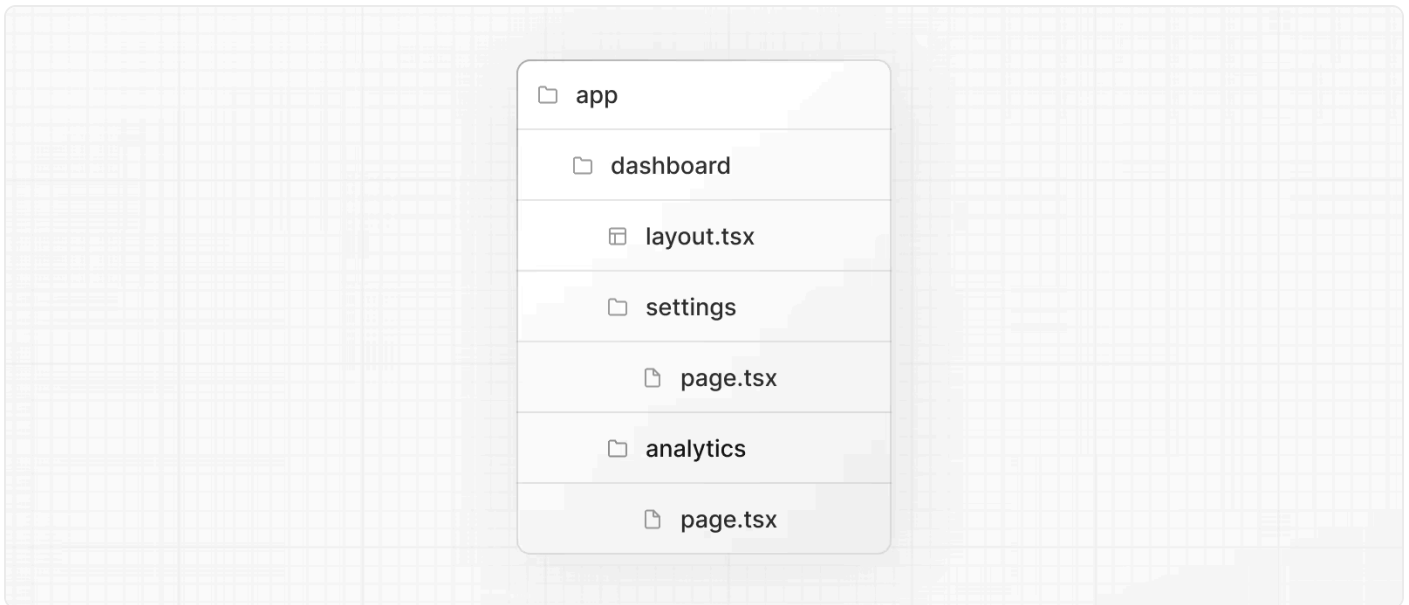 app
dashboard
layout.tsx
settings
page.tsx
analytics
page.tsx